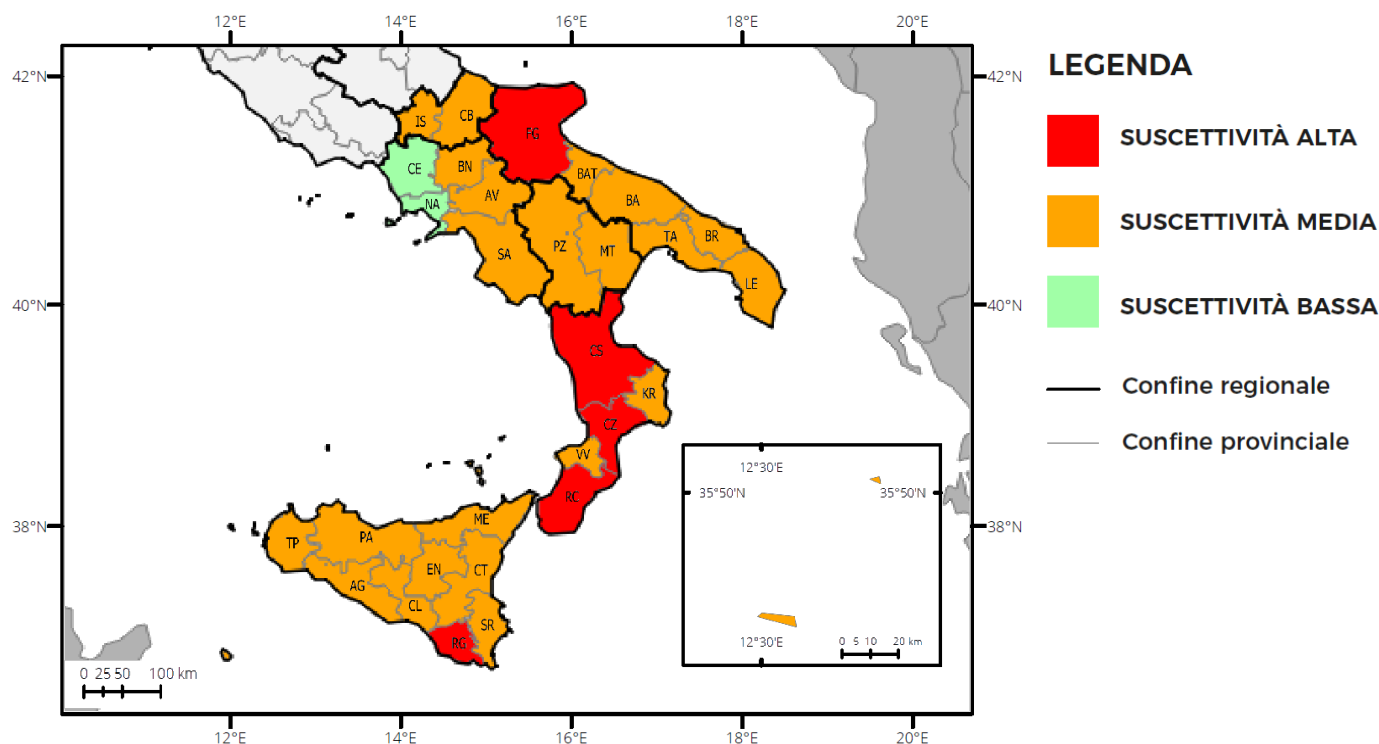 12°E 14°E 16°E 18°E 20°E
42°N 42°N
40°N 40°N
38°N 38°N
IS CB FG
CE BN BAT
NA AV BA
SA PZ MT TA BR
LE
CS
KR
CZ
VV
RC
ME
TP PA
AG EN CT
CL SR
RG
12°30'E
35°50'N 35°50'N
12°30'E
0 5 10 20 km
0 25 50 100 km
12°E 14°E 16°E 18°E 20°E
LEGENDA
SUSCETTIVITÀ ALTA
SUSCETTIVITÀ MEDIA
SUSCETTIVITÀ BASSA
Confine regionale
Confine provinciale